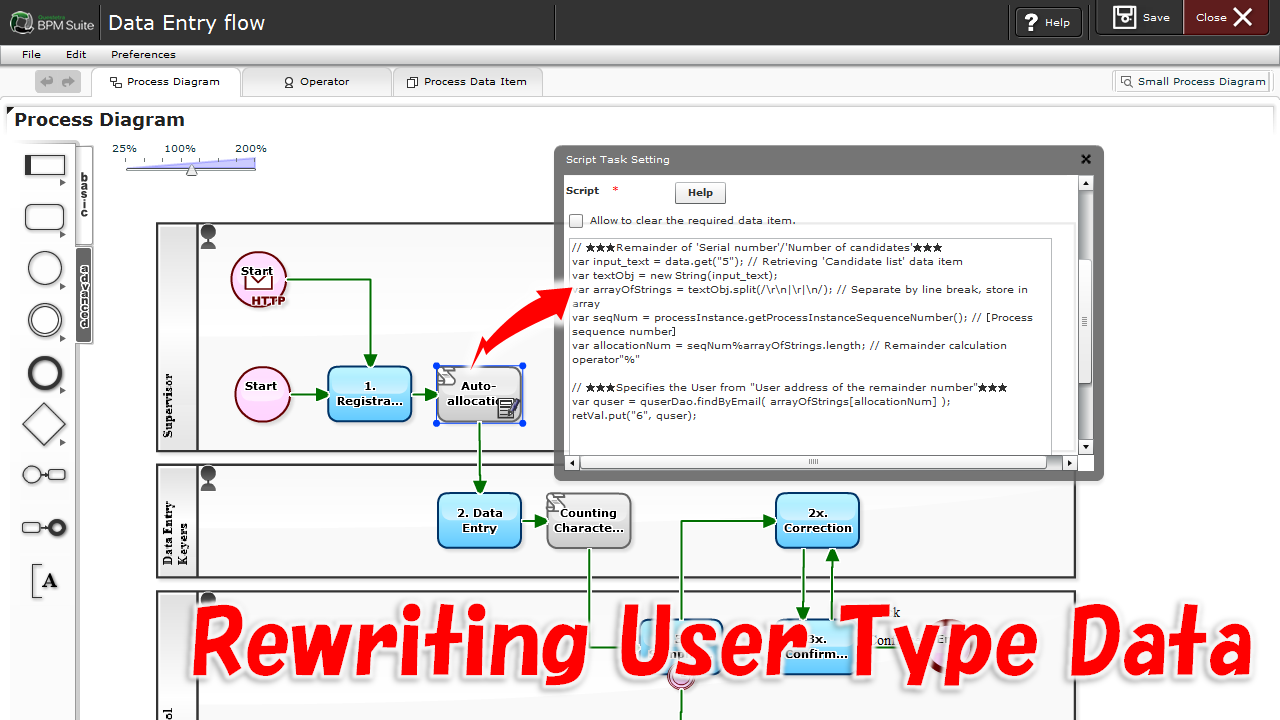 Questetra
BPM Suite
Data Entry flow
Help
Save
Close
File Edit Preferences
Process Diagram
Operator
Process Data Item
Small Process Diagram
Process Diagram
25% 100% 200%
basic
advanced
Script Task Setting
Script * Help
Allow to clear the required data item.
// ★★★Remainder of 'Serial number'/'Number of candidates'★★★
var input_text = data.get("5"); // Retrieving 'Candidate list' data item
var textObj = new String(input_text);
var arrayOfStrings = textObj.split(/\r\n|\r|\n/); // Separate by line break, store in
array
var seqNum = processInstance.getProcessInstanceSequenceNumber(); // [Process
sequence number]
var allocationNum = seqNum%arrayOfStrings.length; // Remainder calculation
operator"%"
// ★★★Specifies the User from "User address of the remainder number"★★★
var quser = quserDao.findByEmail( arrayOfStrings[allocationNum] );
retVal.put("6", quser);
Supervisor
Start
HTTP
Start
1.
Registra...
Auto-
allocatio
Data Entry
Keyers
2. Data
Entry
Counting
Characte...
2x.
Correction
3x.
Confirm...
A
Rewriting User Type Data